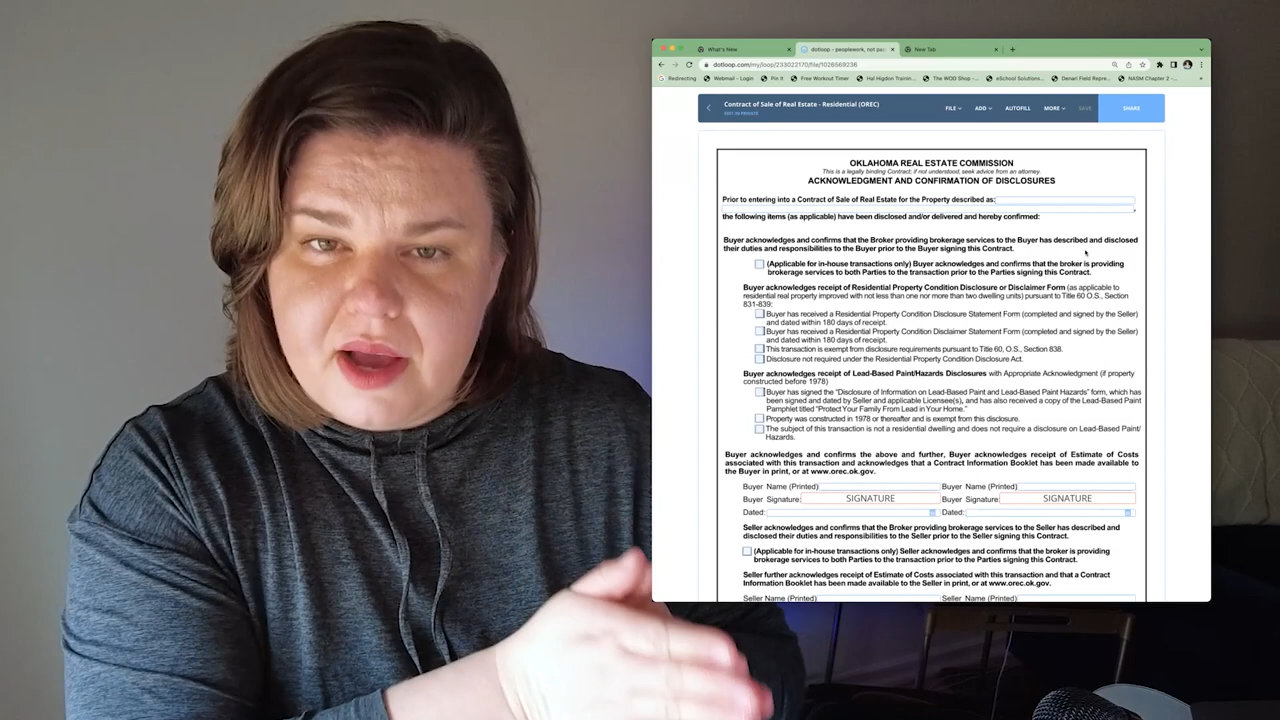 What's New
dotloop - peoplework, not pa
New Tab
dotloop.com/my/loop/233022170/file/1026569236
Redirecting
Webmail - Login
Pin It
Free Workout Timer
Hal Higdon Trainin...
The WOD Shop -...
eSchool Solutions...
Denari Field Repre...
NASM Chapter 2 -...
Contract of Sale of Real Estate - Residential (OREC)
EDIT IN PRIVATE
FILE
ADD
AUTOFILL
MORE
SAVE
SHARE
OKLAHOMA REAL ESTATE COMMISSION
This is a legally binding Contract, if not understood, seek advice from an attorney.
ACKNOWLEDGMENT AND CONFIRMATION OF DISCLOSURES
Prior to entering into a Contract of Sale of Real Estate for the Property described as:
the following items (as applicable) have been disclosed and/or delivered and hereby confirmed:
Buyer acknowledges and confirms that the Broker providing brokerage services to the Buyer has described and disclosed
their duties and responsibilities to the Buyer prior to the Buyer signing this Contract.
(Applicable for in-house transactions only) Buyer acknowledges and confirms that the broker is providing
brokerage services to both Parties to the transaction prior to the Parties signing this Contract.
Buyer acknowledges receipt of Residential Property Condition Disclosure or Disclaimer Form (as applicable to
residential real property improved with not less than one nor more than two dwelling units) pursuant to Title 60 O.S., Section
831-839:
Buyer has received a Residential Property Condition Disclosure Statement Form (completed and signed by the Seller)
and dated within 180 days of receipt.
Buyer has received a Residential Property Condition Disclaimer Statement Form (completed and signed by the Seller)
and dated within 180 days of receipt.
This transaction is exempt from disclosure requirements pursuant to Title 60, O.S., Section 838.
Disclosure not required under the Residential Property Condition Disclosure Act.
Buyer acknowledges receipt of Lead-Based Paint/Hazards Disclosures with Appropriate Acknowledgment (if property
constructed before 1978)
Buyer has signed the "Disclosure of Information on Lead-Based Paint and Lead-Based Paint Hazards" form, which has
been signed and dated by Seller and applicable Licensee(s), and has also received a copy of the Lead-Based Paint
Pamphlet titled "Protect Your Family From Lead in Your Home."
Property was constructed in 1978 or thereafter and is exempt from this disclosure.
The subject of this transaction is not a residential dwelling and does not require a disclosure on Lead-Based Paint/
Hazards.
Buyer acknowledges and confirms the above and further, Buyer acknowledges receipt of Estimate of Costs
associated with this transaction and acknowledges that a Contract Information Booklet has been made available to
the Buyer in print, or at www.orec.ok.gov.
Buyer Name (Printed) Buyer Name (Printed)
Buyer Signature: SIGNATURE Buyer Signature: SIGNATURE
Dated: Dated:
Seller acknowledges and confirms that the Broker providing brokerage services to the Seller has described and
disclosed their duties and responsibilities to the Seller prior to the Seller signing this Contract.
(Applicable for in-house transactions only) Seller acknowledges and confirms that the broker is providing
brokerage services to both Parties to the transaction prior to the Parties signing this Contract.
Seller further acknowledges receipt of Estimate of Costs associated with this transaction and that a Contract
Information Booklet has been made available to the Seller in print, or at www.orec.ok.gov.
Seller Name (Printed) Seller Name (Printed)